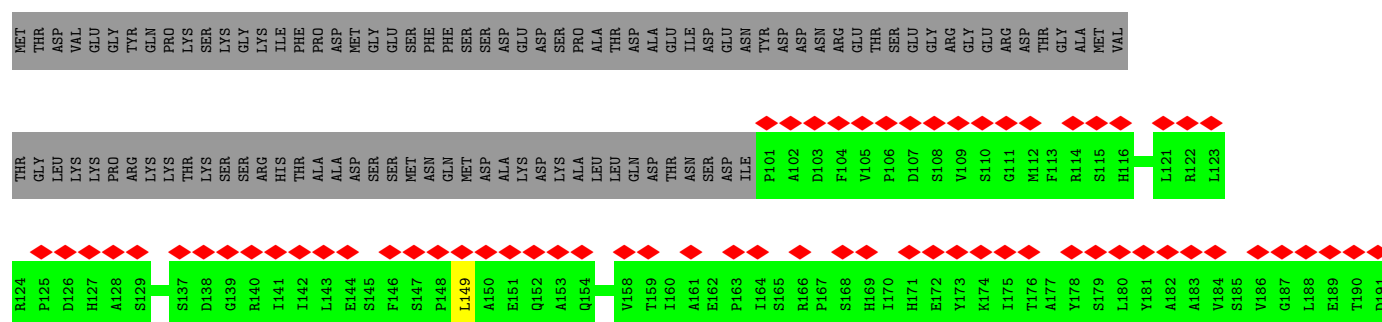 MET THR ASP VAL GLU GLY TYR GLN PRO LYS SER LYS GLY LYS ILE PHE PRO ASP MET GLY GLU SER PHE PHE SER SER ASP GLU ASP SER PRO ALA THR ASP ALA GLU ILE ASP GLU ASN TYR ASP ASP ASN ARG GLU THR SER GLU GLY ARG GLY GLU ARG ASP THR GLY ALA MET VAL
THR GLY LEU LYS LYS PRO ARG LYS LYS THR LYS SER SER ARG HIS THR ALA ALA ASP SER SER MET ASN GLN MET ASP ALA LYS ASP LYS ALA LEU LEU GLN ASP THR ASN SER ASP ILE P101 A102 D103 F104 V105 P106 D107 S108 V109 S110 G111 M112 F113 R114 S115 H116 L121 R122 L123
R124 P125 D126 H127 A128 S129 S137 D138 G139 R140 I141 I142 L143 E144 S145 F146 S147 P148 L149 A150 E151 Q152 A153 Q154 V158 T159 I160 A161 E162 P163 I164 S165 R166 P167 S168 H169 I170 H171 E172 Y173 K174 I175 T176 A177 Y178 S179 L180 Y181 A182 A183 V184 S185 V186 G187 L188 E189 T190 D191